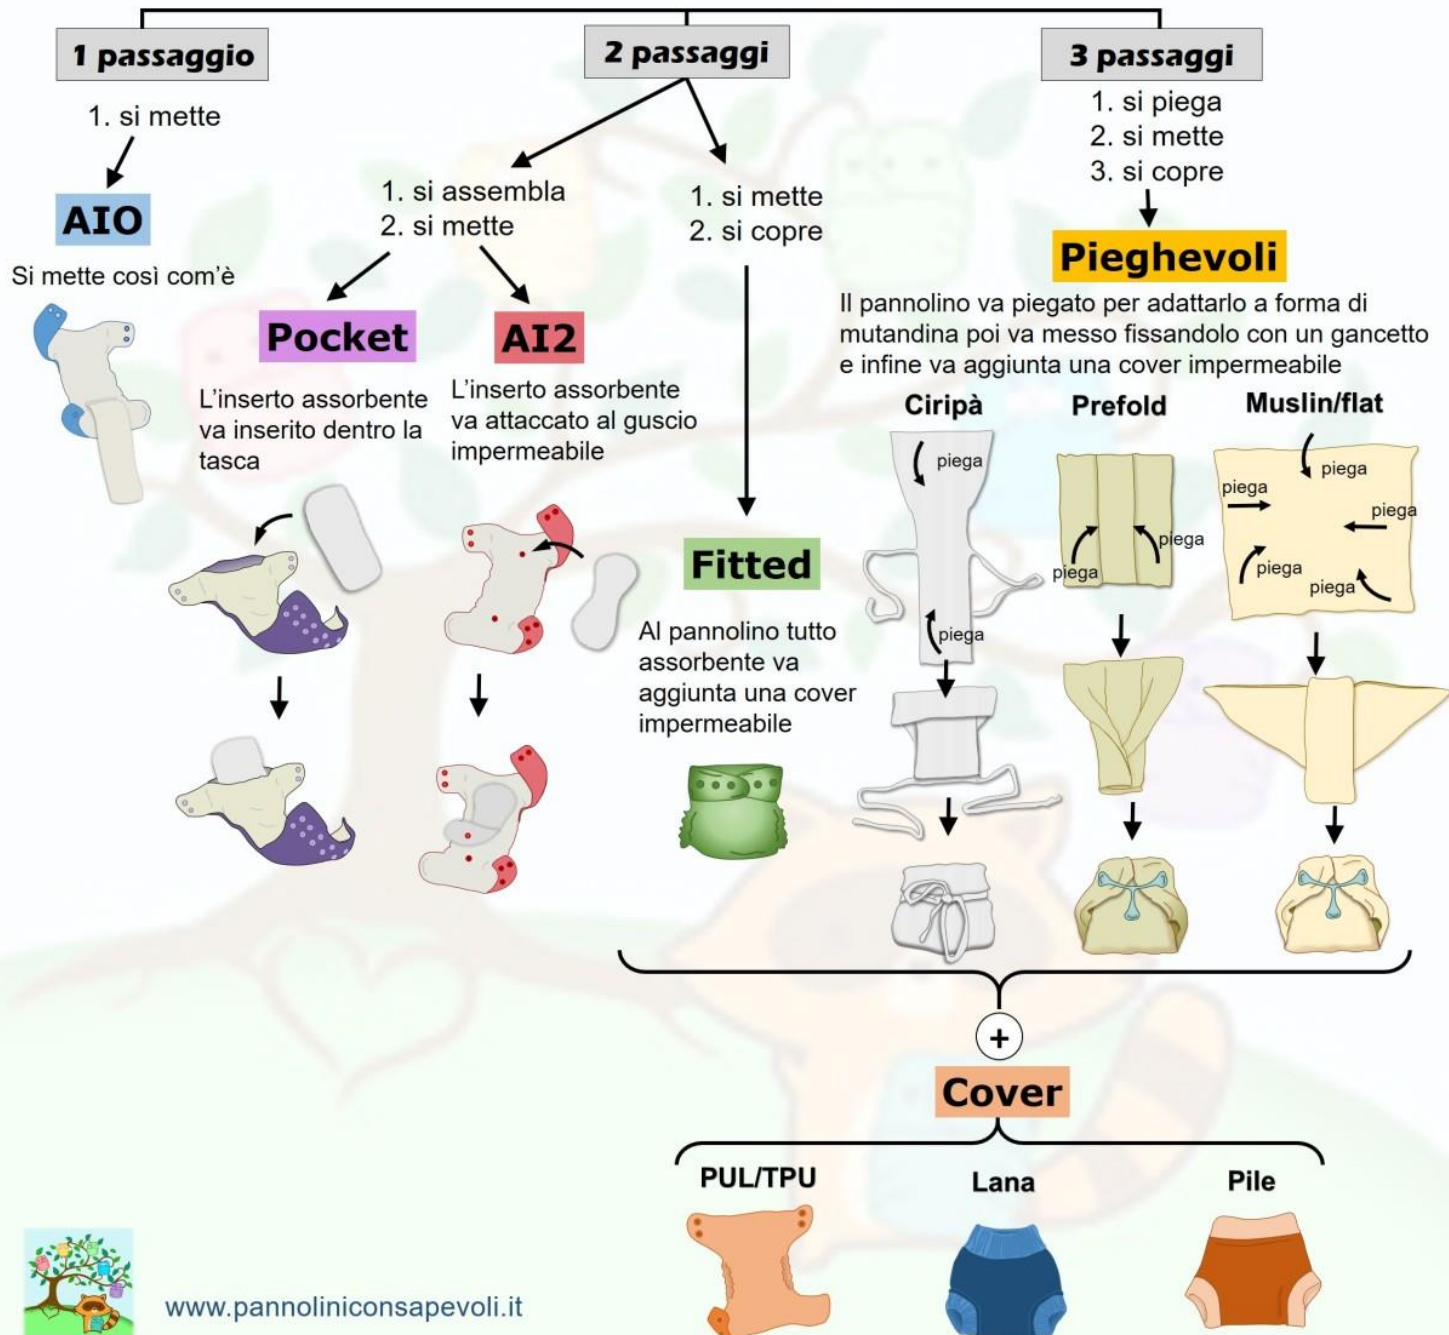 1 passaggio
1. si mette
AIO
Si mette così com'è
2 passaggi
1. si assembla
2. si mette
Pocket
L'inserto assorbente
va inserito dentro la
tasca
AI2
L'inserto assorbente
va attaccato al guscio
impermeabile
1. si mette
2. si copre
Fitted
Al pannolino tutto
assorbente va
aggiunta una cover
impermeabile
3 passaggi
1. si piega
2. si mette
3. si copre
Pieghevoli
Il pannolino va piegato per adattarlo a forma di
mutandina poi va messo fissandolo con un gancetto
e infine va aggiunta una cover impermeabile
Ciripà
piega
piega
Prefold
piega
piega
Muslin/flat
piega
piega
piega
piega
piega
+
Cover
PUL/TPU
Lana
Pile
www.pannoliniconsapevoli.it